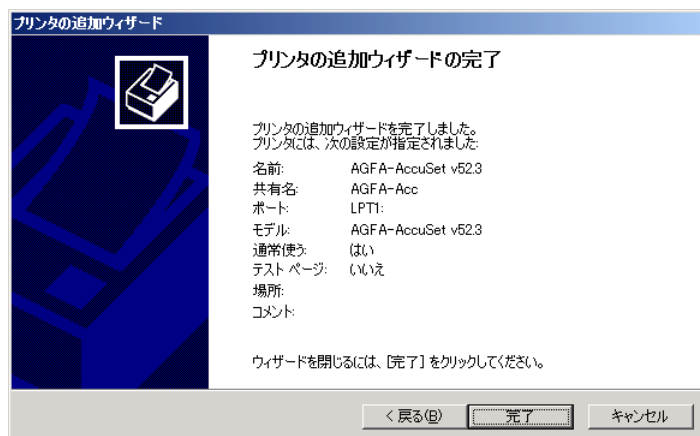 プリンタの追加ウィザード
プリンタの追加ウィザードの完了
プリンタの追加ウィザードを完了しました。
プリンタには、次の設定が指定されました:
名前: AGFA-AccuSet v52.3
共有名: AGFA-Acc
ポート: LPT1:
モデル: AGFA-AccuSet v52.3
通常使う: はい
テスト ページ: いいえ
場所:
コメント:
ウィザードを閉じるには、[完了] をクリックしてください。
< 戻る(B) 完了 キャンセル